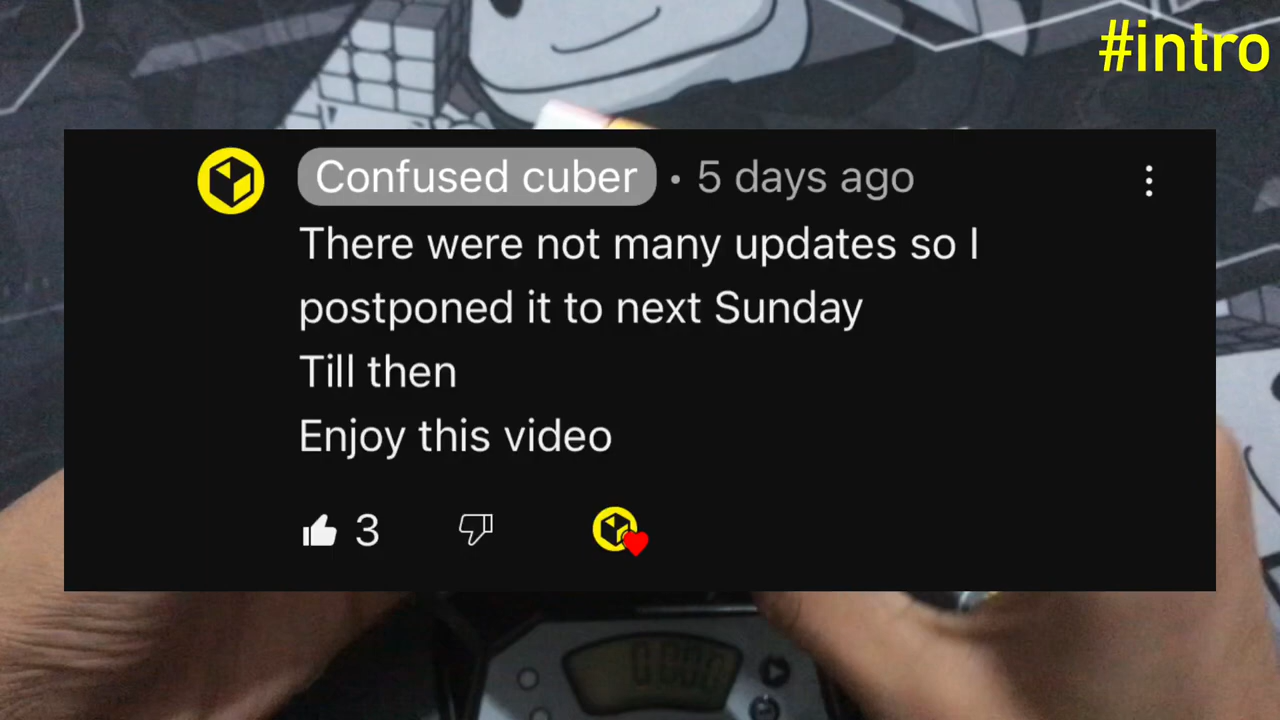 #intro
Confused cuber • 5 days ago
There were not many updates so I
postponed it to next Sunday
Till then
Enjoy this video
3